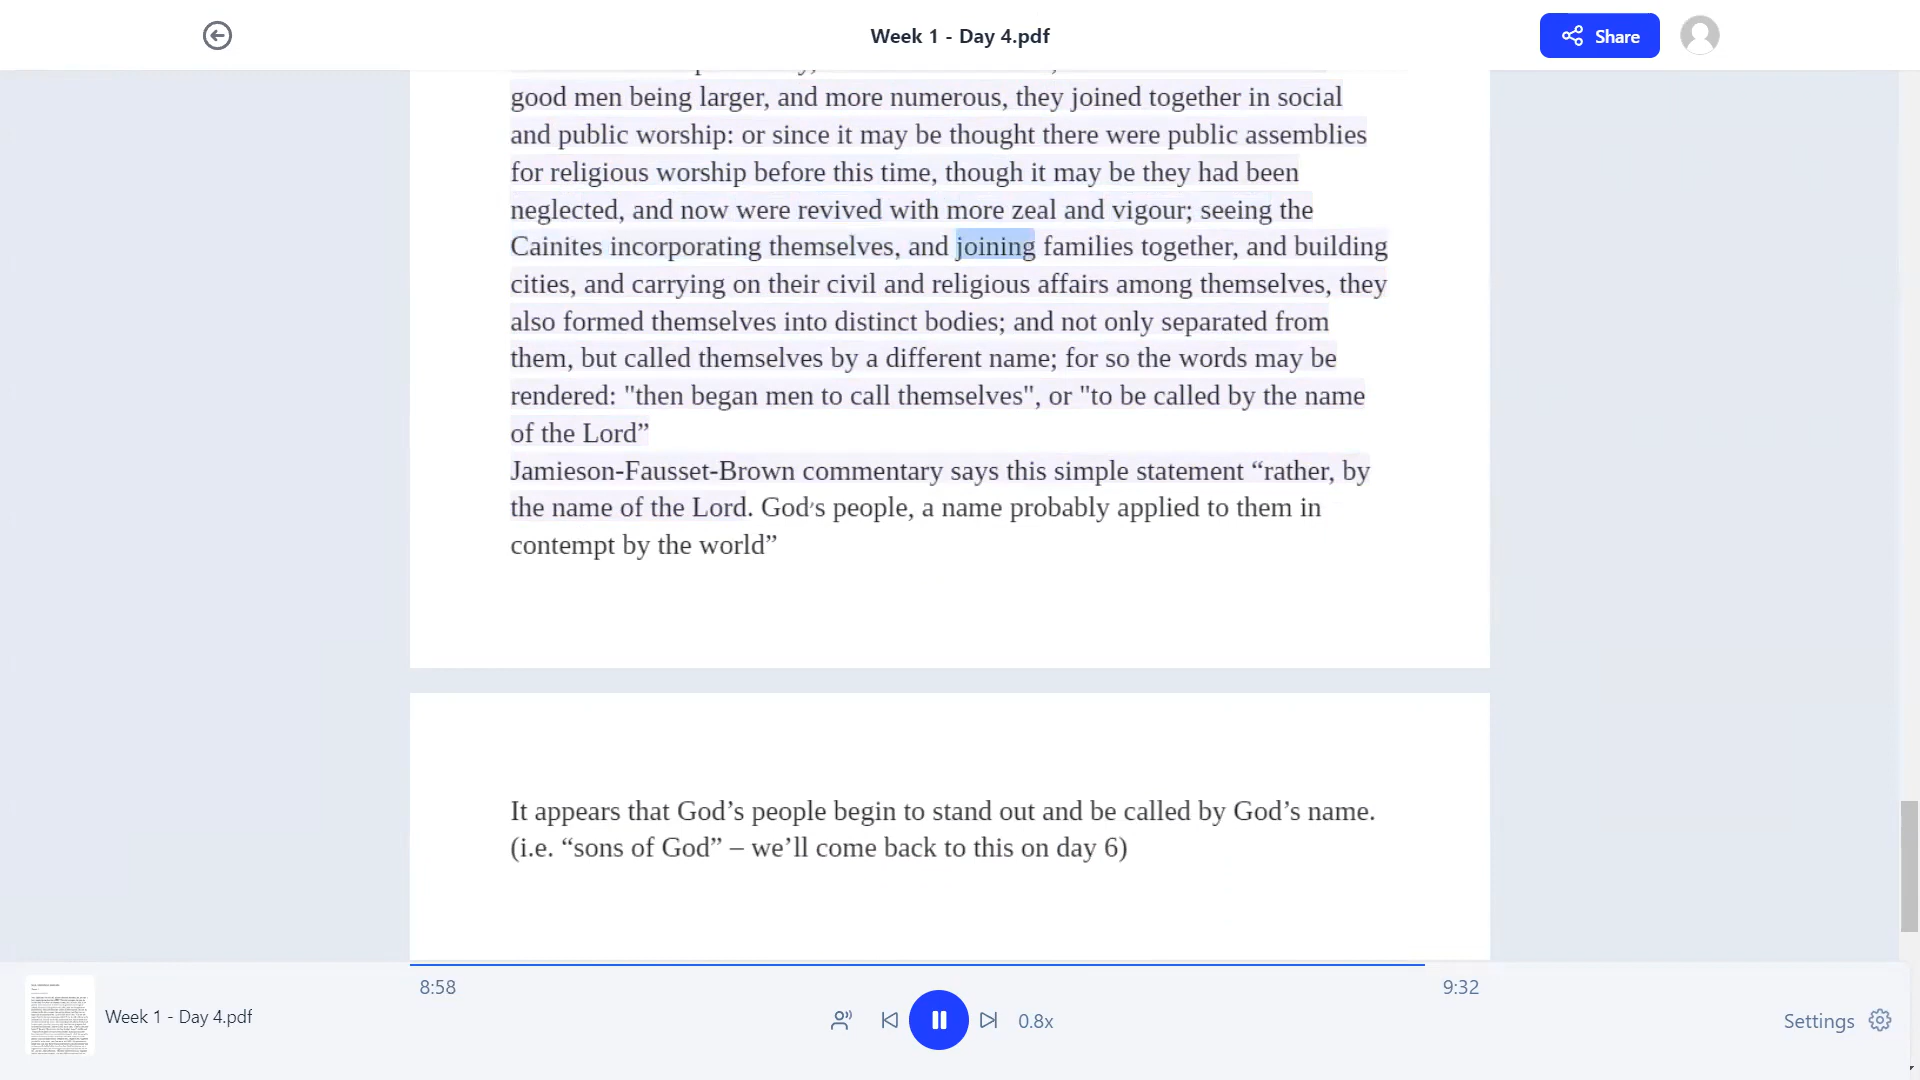 Week 1 - Day 4.pdf
Share
good men being larger, and more numerous, they joined together in social
and public worship: or since it may be thought there were public assemblies
for religious worship before this time, though it may be they had been
neglected, and now were revived with more zeal and vigour; seeing the
Cainites incorporating themselves, and joining families together, and building
cities, and carrying on their civil and religious affairs among themselves, they
also formed themselves into distinct bodies; and not only separated from
them, but called themselves by a different name; for so the words may be
rendered: "then began men to call themselves", or "to be called by the name
of the Lord”
Jamieson-Fausset-Brown commentary says this simple statement “rather, by
the name of the Lord. God's people, a name probably applied to them in
contempt by the world”
It appears that God’s people begin to stand out and be called by God’s name.
(i.e. “sons of God” – we’ll come back to this on day 6)
8:58
9:32
Week 1 - Day 4.pdf
0.8x
Settings